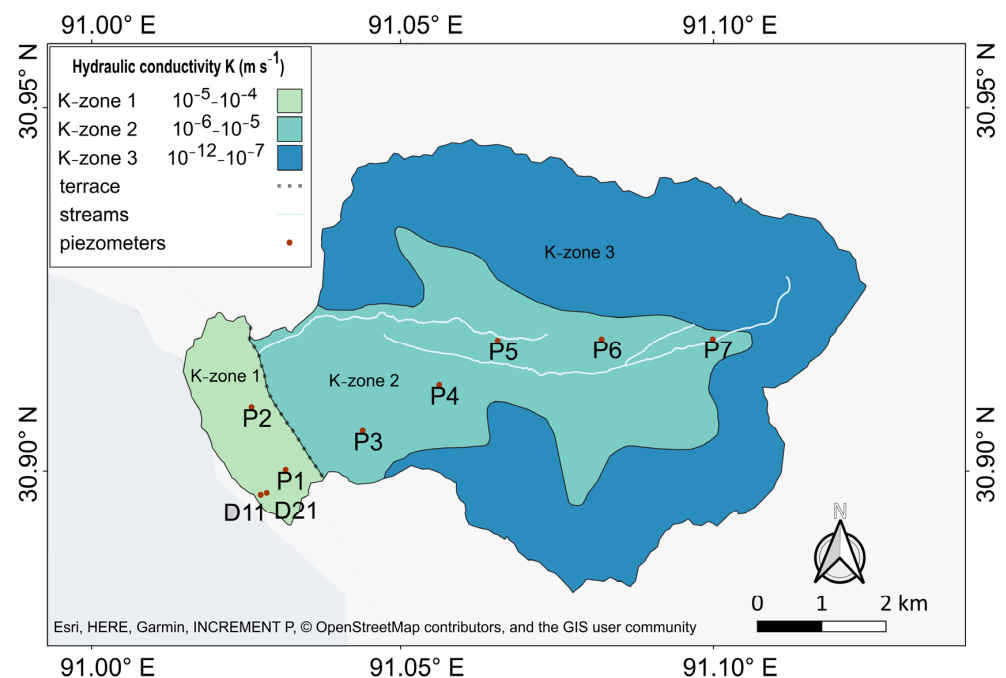 91.00° E 91.05° E 91.10° E
30.95° N 30.95° N
Hydraulic conductivity K (m s⁻¹)
K-zone 1 10⁻⁵-10⁻⁴
K-zone 2 10⁻⁶-10⁻⁵
K-zone 3 10⁻¹²-10⁻⁷
terrace
streams
piezometers
K-zone 3
P5 P6 P7
K-zone 1 K-zone 2
P4
P2
P3
30.90° N 30.90° N
P1
D11 D21
N
0 1 2 km
Esri, HERE, Garmin, INCREMENT P, © OpenStreetMap contributors, and the GIS user community
91.00° E 91.05° E 91.10° E